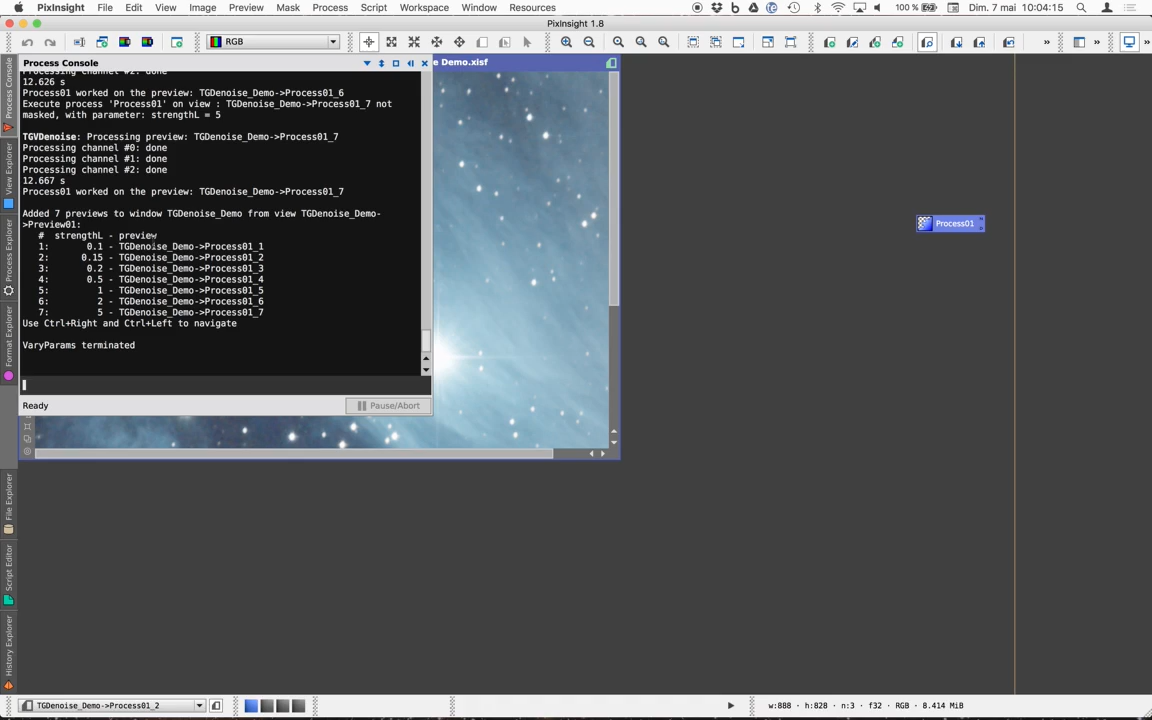 PixInsight File Edit View Image Preview Mask Process Script Workspace Window Resources 100 % Dim. 7 mai 10:04:15
PixInsight 1.8
RGB
Process Console
e Demo.xisf
Processing channel #2: done
12.626 s
Process01 worked on the preview: TGDenoise_Demo->Process01_6
Execute process 'Process01' on view : TGDenoise_Demo->Process01_7 not
masked, with parameter: strengthL = 5
TGVDenoise: Processing preview: TGDenoise_Demo->Process01_7
Processing channel #0: done
Processing channel #1: done
Processing channel #2: done
12.667 s
Process01 worked on the preview: TGDenoise_Demo->Process01_7
Added 7 previews to window TGDenoise_Demo from view TGDenoise_Demo-
>Preview01:
# strengthL - preview
1: 0.1 - TGDenoise_Demo->Process01_1
2: 0.15 - TGDenoise_Demo->Process01_2
3: 0.2 - TGDenoise_Demo->Process01_3
4: 0.5 - TGDenoise_Demo->Process01_4
5: 1 - TGDenoise_Demo->Process01_5
6: 2 - TGDenoise_Demo->Process01_6
7: 5 - TGDenoise_Demo->Process01_7
Use Ctrl+Right and Ctrl+Left to navigate
VaryParams terminated
Ready
Pause/Abort
Process Console
View Explorer
Process Explorer
Format Explorer
File Explorer
Script Editor
History Explorer
Process01
TGDenoise_Demo->Process01_2
w:888 · h:828 · n:3 · f32 · RGB · 8.414 MiB